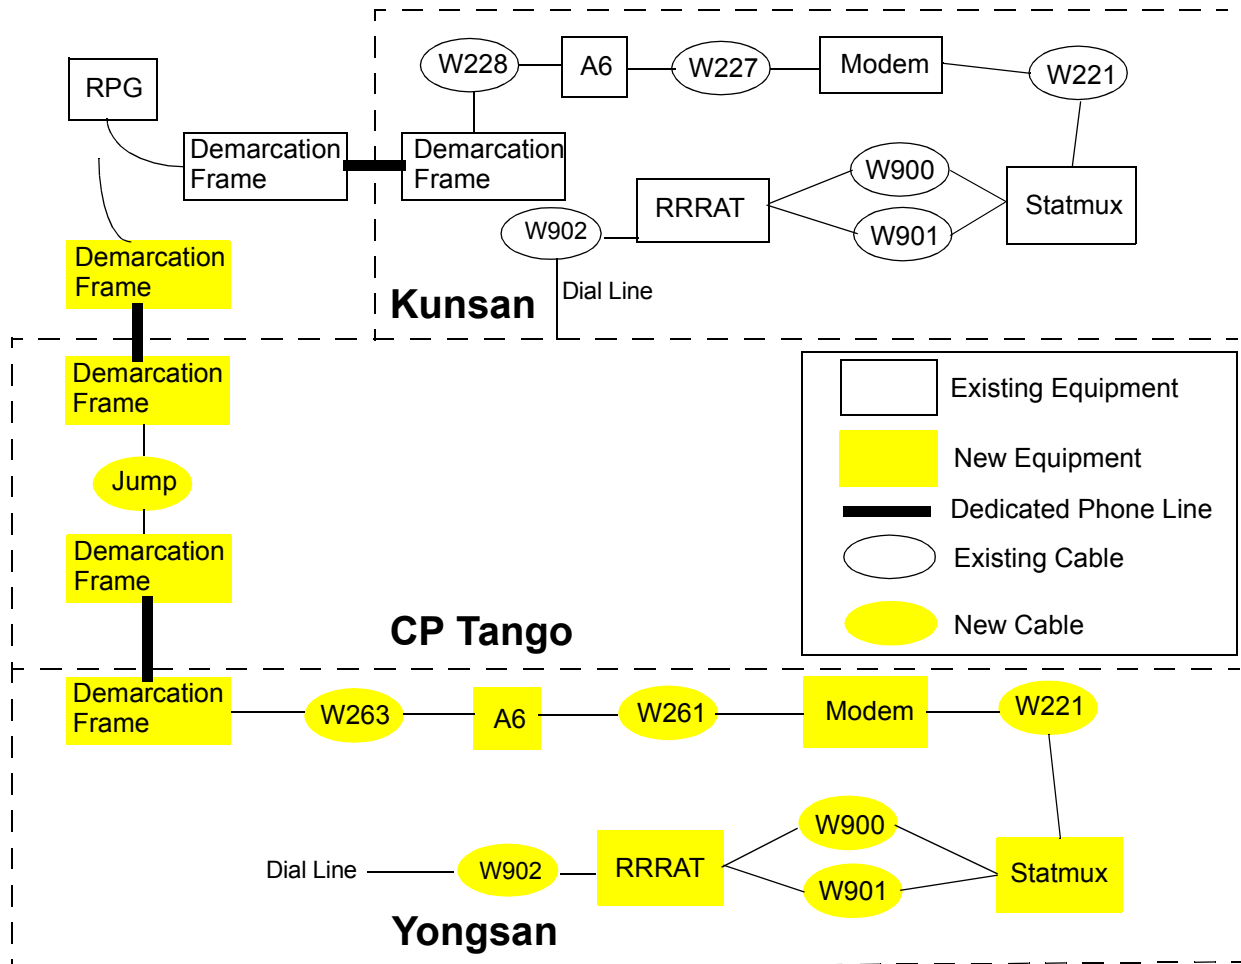 W228
A6
W227
Modem
W221
RPG
Demarcation
Frame
Demarcation
Frame
W900
RRRAT
Statmux
W901
W902
Dial Line
Kunsan
Demarcation
Frame
Demarcation
Frame
Jump
Demarcation
Frame
CP Tango
Existing Equipment
New Equipment
Dedicated Phone Line
Existing Cable
New Cable
Demarcation
Frame
W263
A6
W261
Modem
W221
W900
Dial Line
W902
RRRAT
Statmux
W901
Yongsan